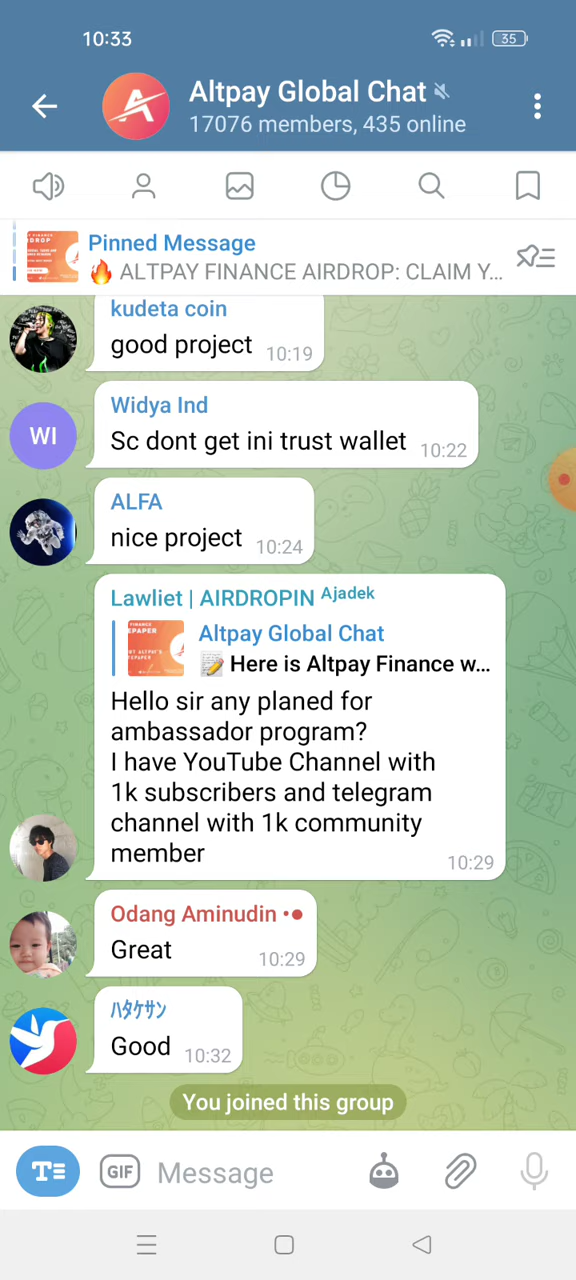 10:33
35
Altpay Global Chat
17076 members, 435 online
Pinned Message
🔥 ALTPAY FINANCE AIRDROP: CLAIM Y...
kudeta coin
good project 10:19
WI
Widya Ind
Sc dont get ini trust wallet 10:22
ALFA
nice project 10:24
Lawliet | AIRDROPIN Ajadek
Altpay Global Chat
📝 Here is Altpay Finance w...
Hello sir any planed for
ambassador program?
I have YouTube Channel with
1k subscribers and telegram
channel with 1k community
member
10:29
Odang Aminudin
Great 10:29
ﾊﾀｹｻﾝ
Good 10:32
You joined this group
GIF Message